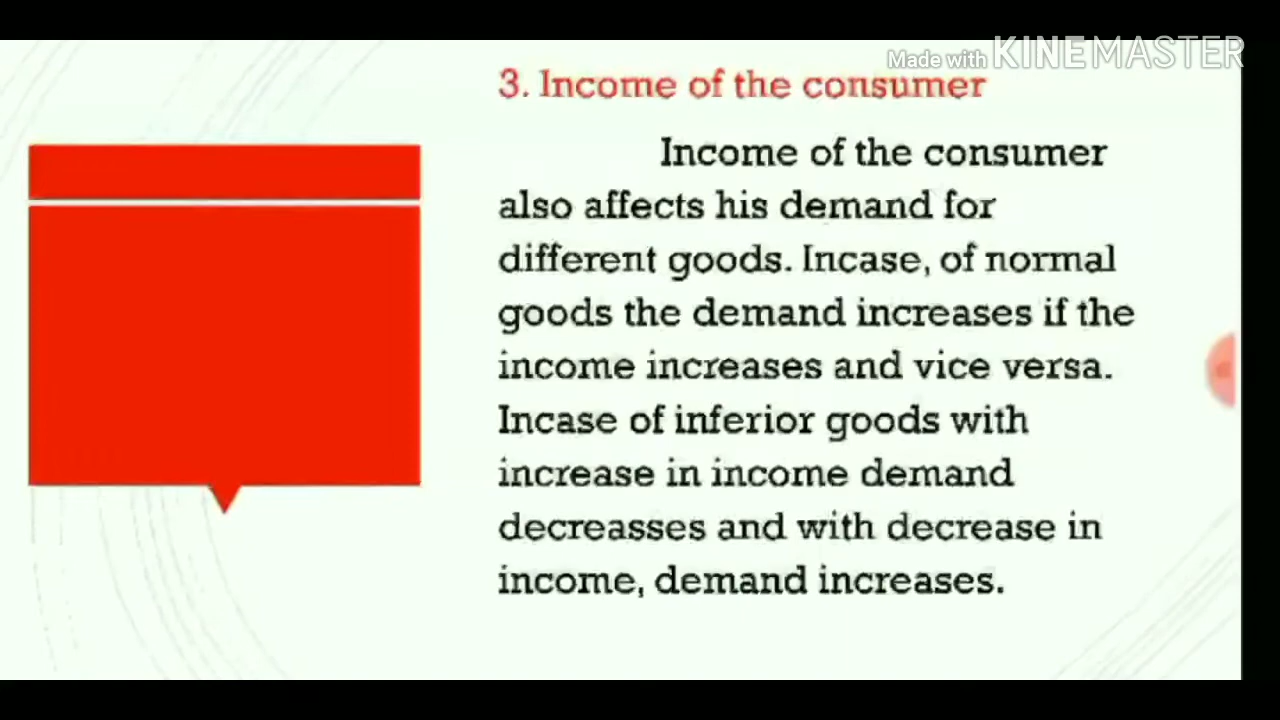 Made with KINEMASTER
3. Income of the consumer
Income of the consumer
also affects his demand for
different goods. Incase, of normal
goods the demand increases if the
income increases and vice versa.
Incase of inferior goods with
increase in income demand
decreasses and with decrease in
income, demand increases.